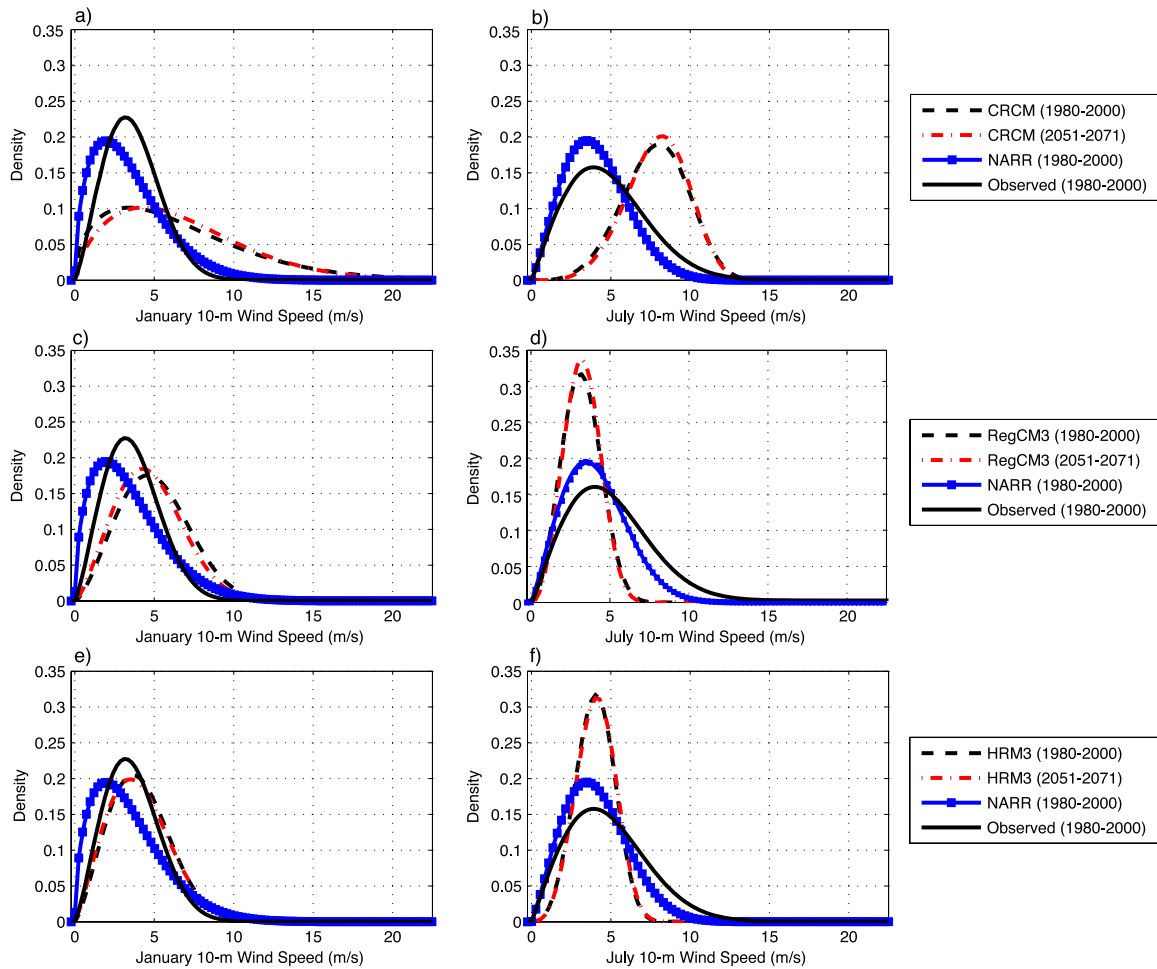 a)
0.35
0.3
0.25
0.2
0.15
0.1
0.05
0
Density
0
5
10
15
20
January 10-m Wind Speed (m/s)
b)
0.35
0.3
0.25
0.2
0.15
0.1
0.05
0
Density
0
5
10
15
20
July 10-m Wind Speed (m/s)
CRCM (1980-2000)
CRCM (2051-2071)
NARR (1980-2000)
Observed (1980-2000)
c)
0.35
0.3
0.25
0.2
0.15
0.1
0.05
0
Density
0
5
10
15
20
January 10-m Wind Speed (m/s)
d)
0.35
0.3
0.25
0.2
0.15
0.1
0.05
0
Density
0
5
10
15
20
July 10-m Wind Speed (m/s)
RegCM3 (1980-2000)
RegCM3 (2051-2071)
NARR (1980-2000)
Observed (1980-2000)
e)
0.35
0.3
0.25
0.2
0.15
0.1
0.05
0
Density
0
5
10
15
20
January 10-m Wind Speed (m/s)
f)
0.35
0.3
0.25
0.2
0.15
0.1
0.05
0
Density
0
5
10
15
20
July 10-m Wind Speed (m/s)
HRM3 (1980-2000)
HRM3 (2051-2071)
NARR (1980-2000)
Observed (1980-2000)